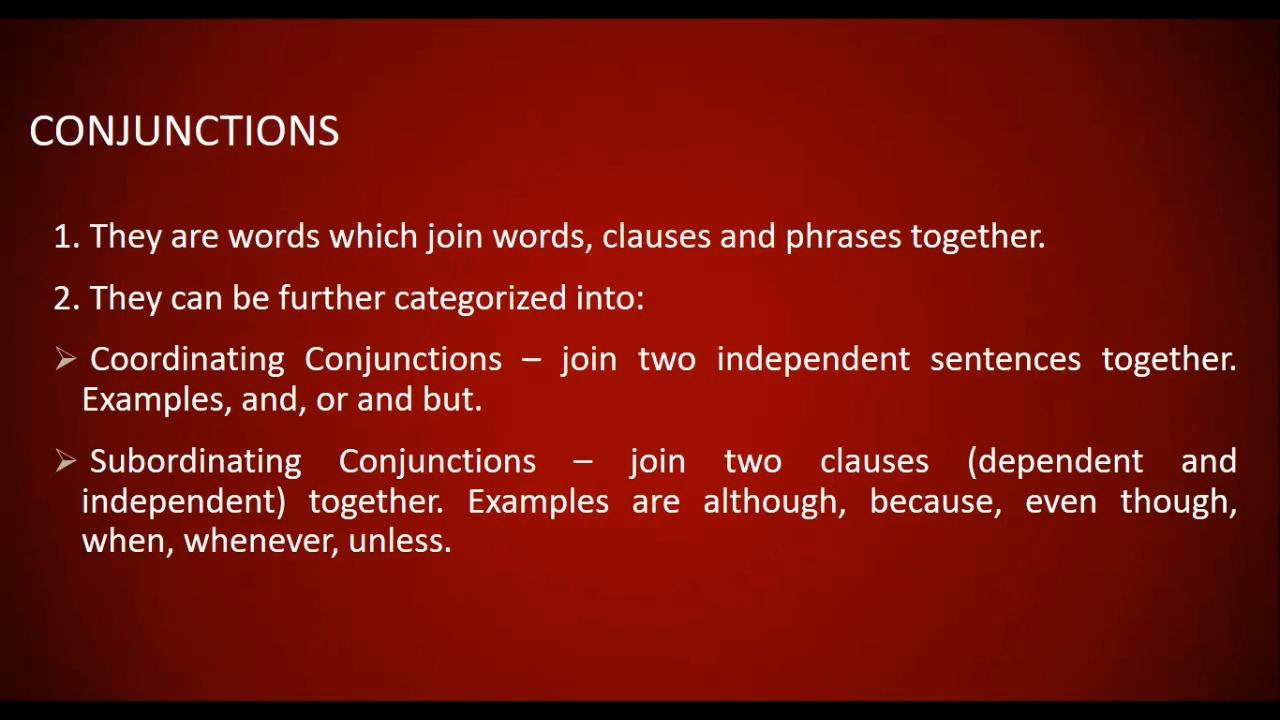 CONJUNCTIONS
1. They are words which join words, clauses and phrases together.
2. They can be further categorized into:
➢ Coordinating Conjunctions – join two independent sentences together.
Examples, and, or and but.
➢ Subordinating Conjunctions – join two clauses (dependent and
independent) together. Examples are although, because, even though,
when, whenever, unless.